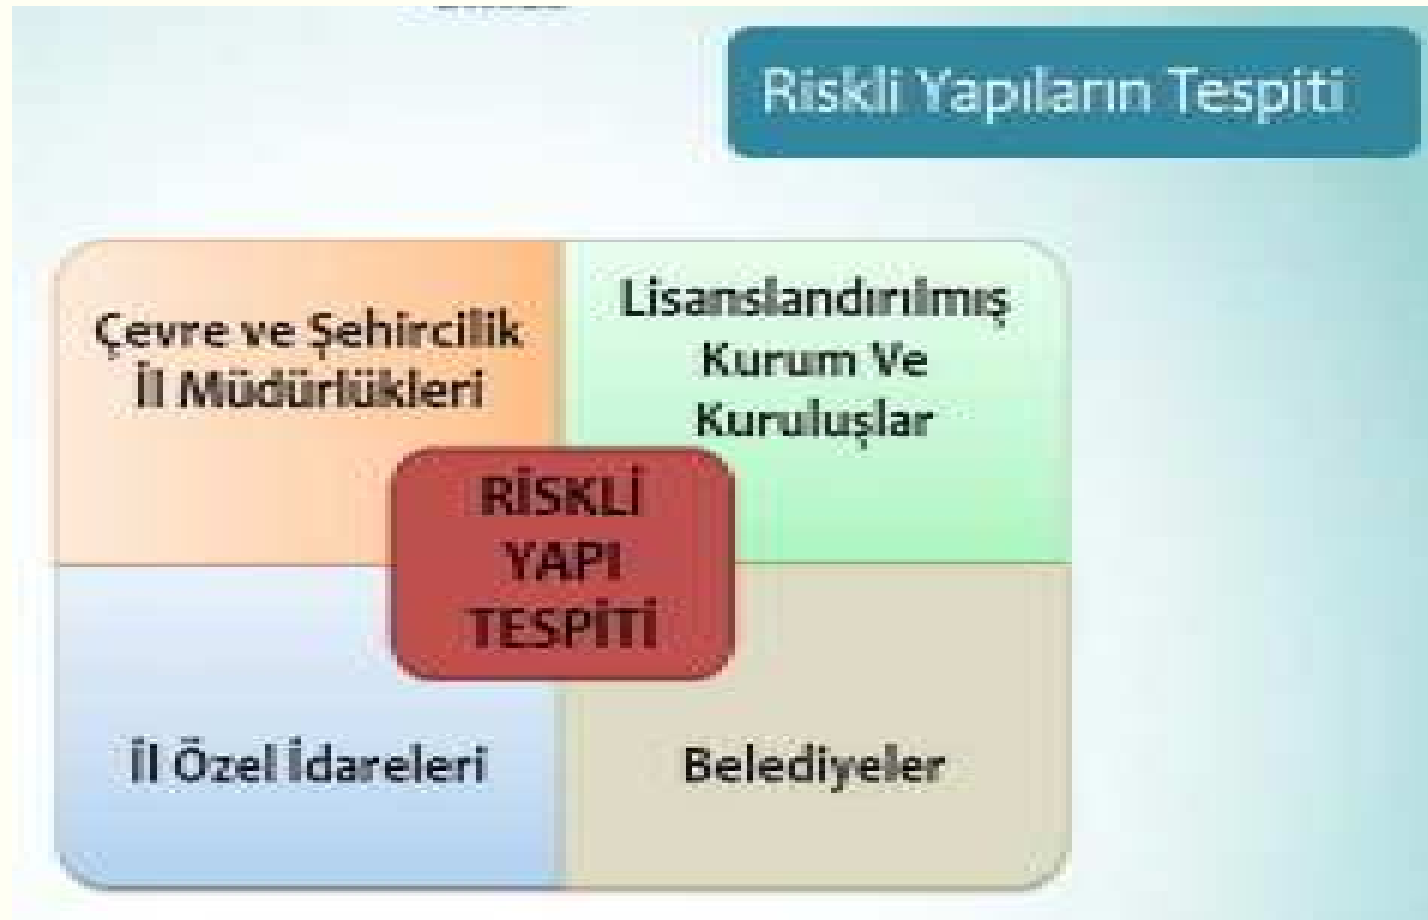 Riskli Yapıların Tespiti
Çevre ve Şehircilik
İl Müdürlükleri
Lisanslandırılmış
Kurum Ve
Kuruluşlar
RİSKLİ
YAPI
TESPİTİ
İl Özel İdareleri
Belediyeler